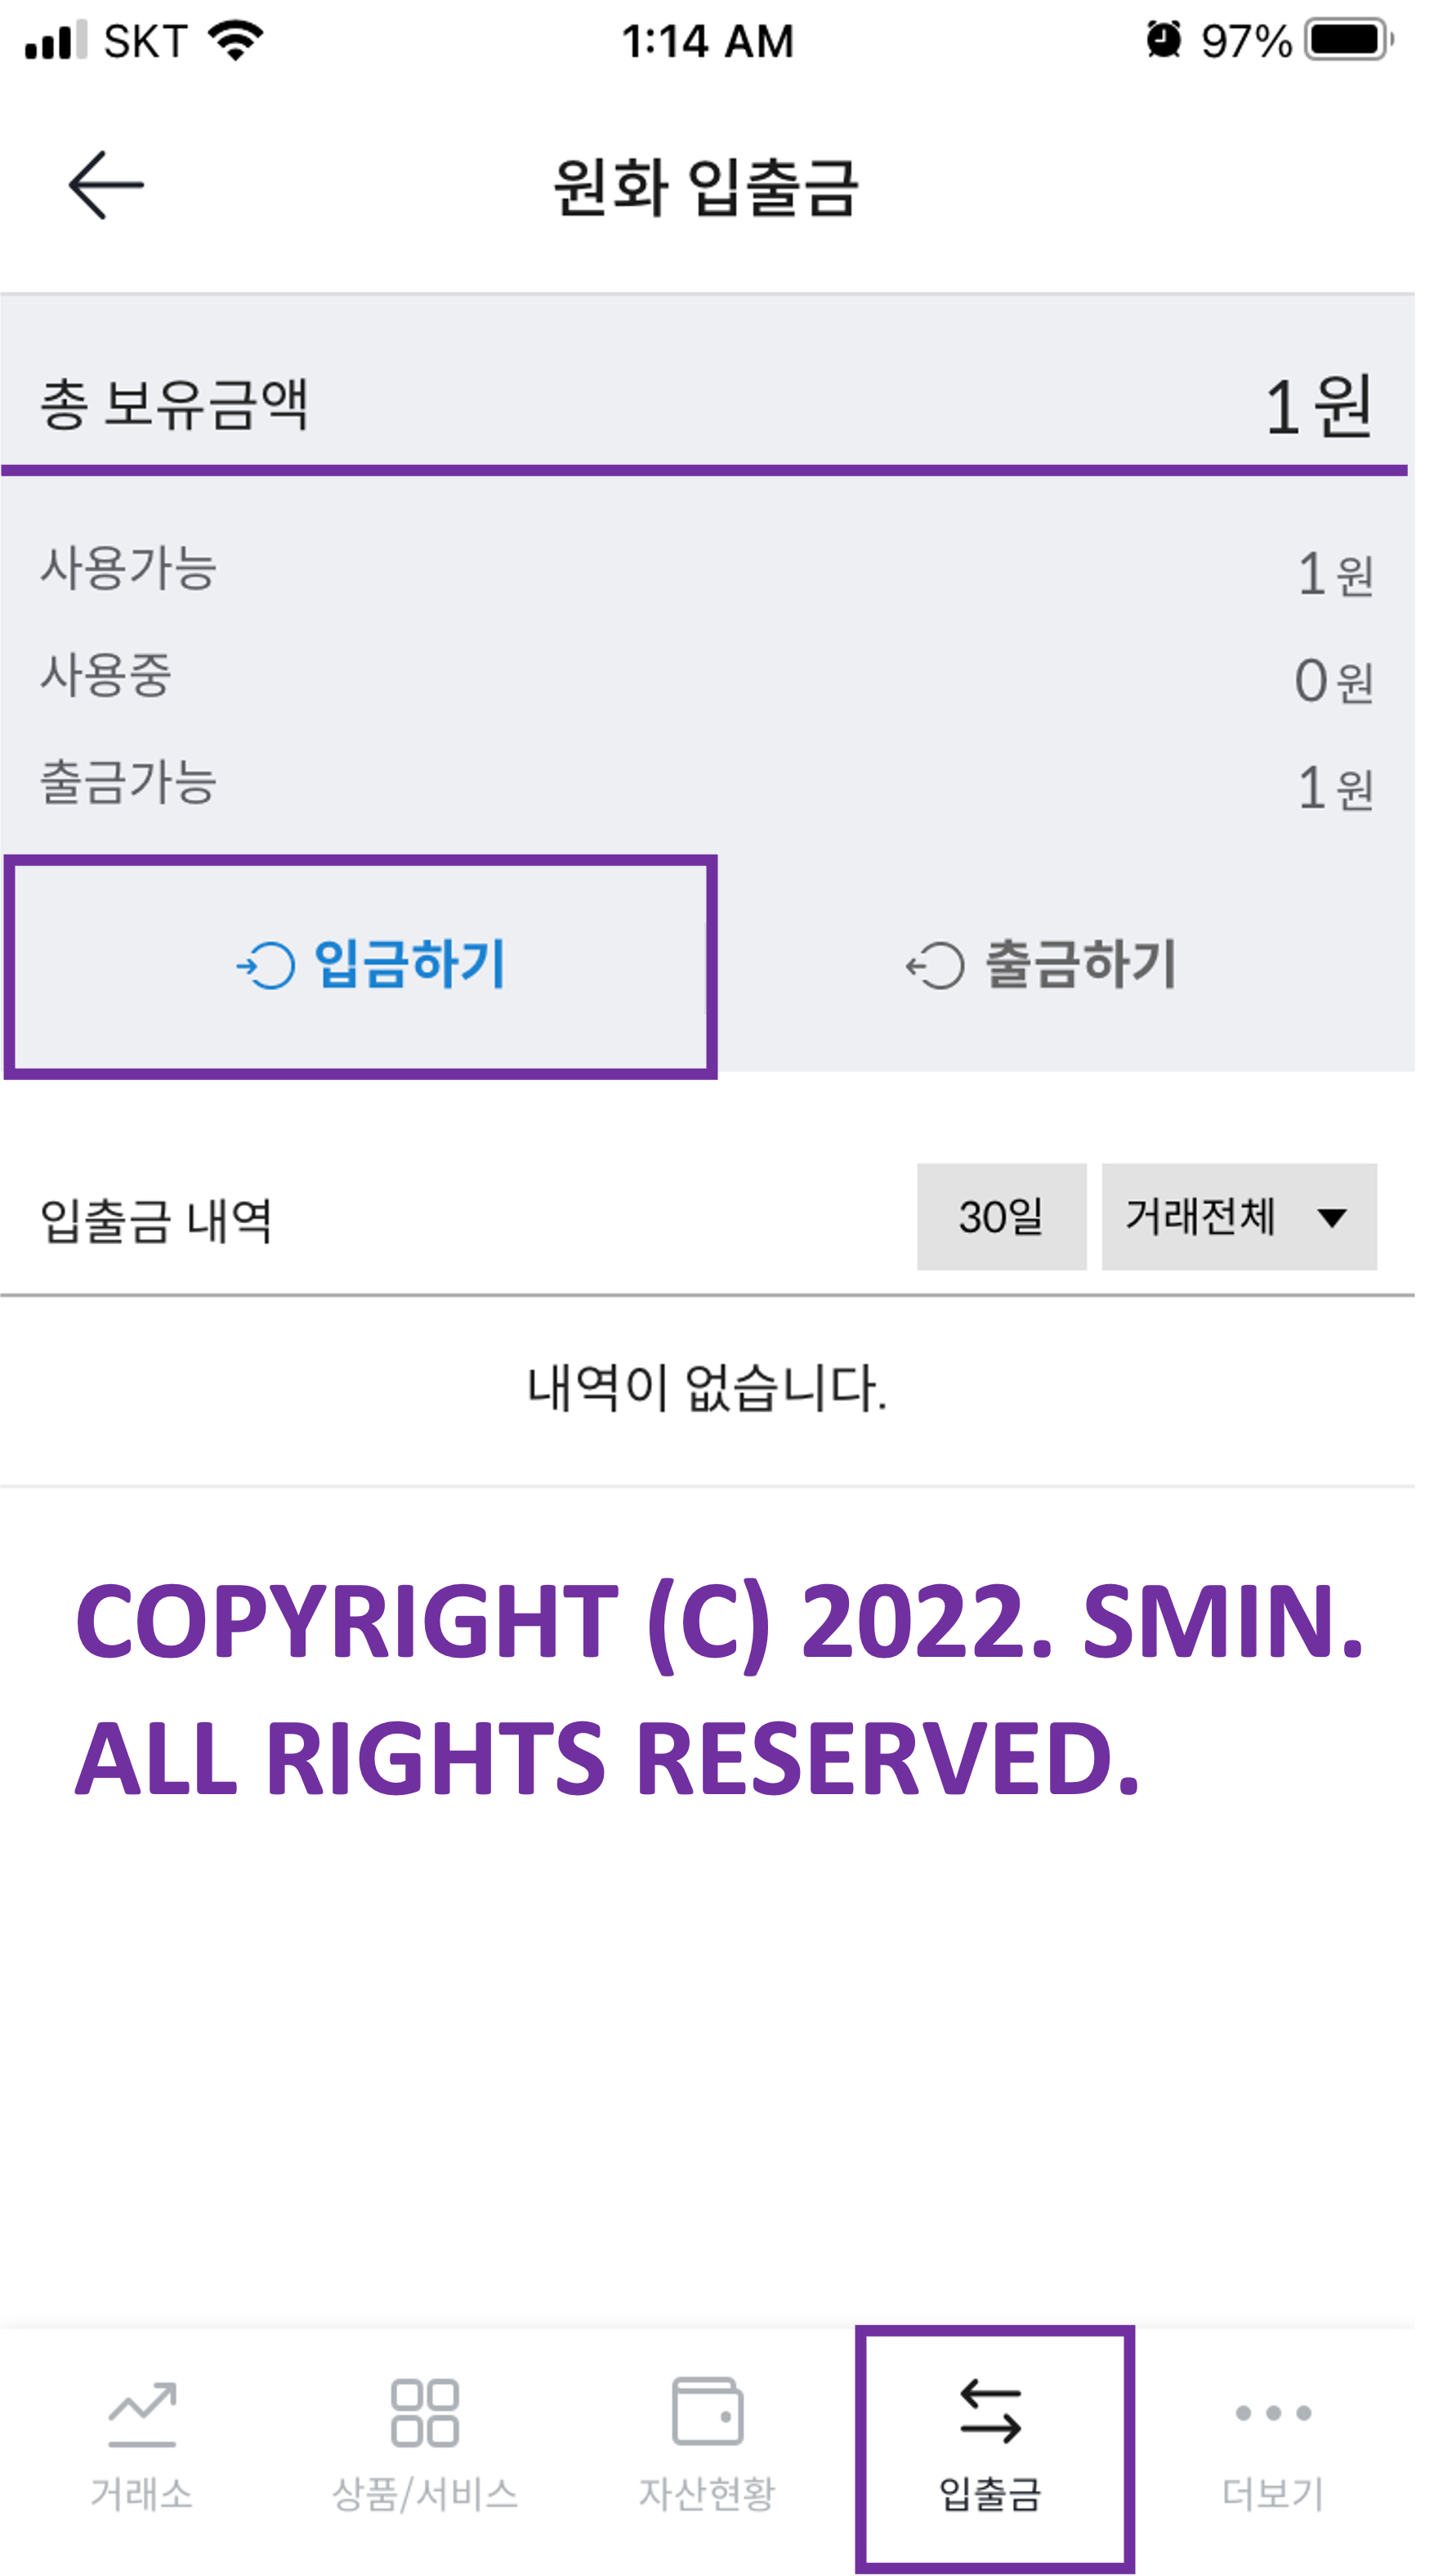 SKT 1:14 AM 97%
원화 입출금
총 보유금액 1 원
사용가능 1 원
사용중 0 원
출금가능 1 원
입금하기 출금하기
입출금 내역 30일 거래전체
내역이 없습니다.
COPYRIGHT (C) 2022. SMIN.
ALL RIGHTS RESERVED.
거래소 상품/서비스 자산현황 입출금 더보기